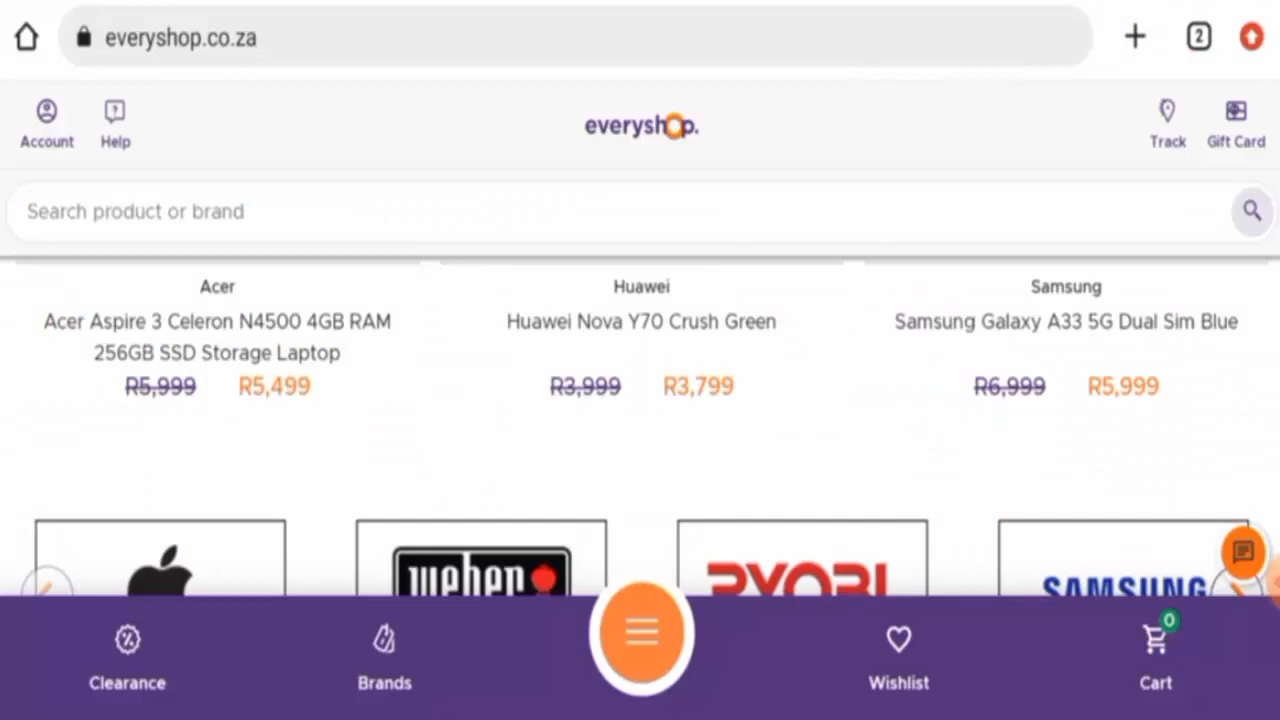 everyshop.co.za
2
Account
Help
everyshop.
Track
Gift Card
Search product or brand
Acer
Huawei
Samsung
Acer Aspire 3 Celeron N4500 4GB RAM
256GB SSD Storage Laptop
Huawei Nova Y70 Crush Green
Samsung Galaxy A33 5G Dual Sim Blue
R5,999 R5,499
R3,999 R3,799
R6,999 R5,999
weber
RYOBI
SAMSUNG
0
Clearance
Brands
Wishlist
Cart